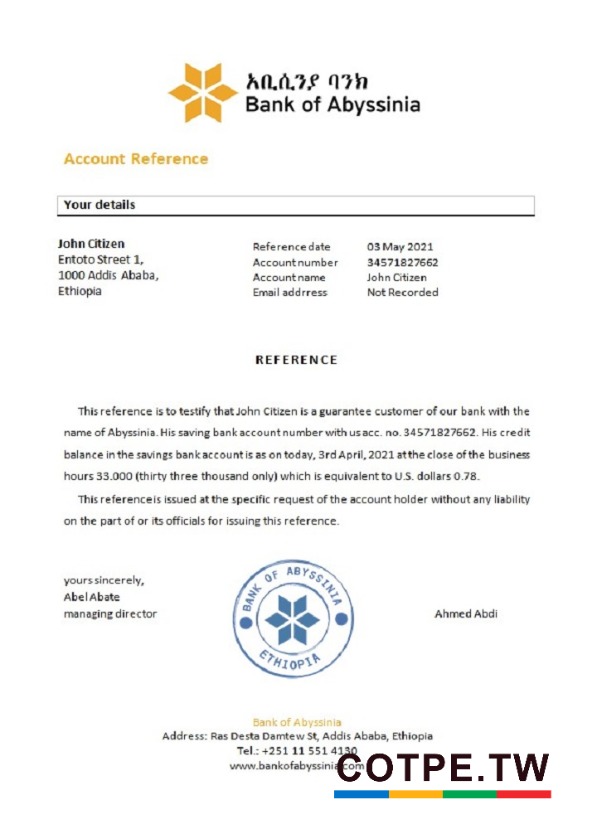 አቢሲንያ ባንክ
Bank of Abyssinia
Account Reference
Your details
John Citizen
Entoto Street 1,
1000 Addis Ababa,
Ethiopia
Reference date 03 May 2021
Account number 34571827662
Account name John Citizen
Email addrress Not Recorded
REFERENCE
This reference is to testify that John Citizen is a guarantee customer of our bank with the
name of Abyssinia. His saving bank account number with us acc. no. 34571827662. His credit
balance in the savings bank account is as on today, 3rd April, 2021 at the close of the business
hours 33.000 (thirty three thousand only) which is equivalent to U.S. dollars 0.78.
This reference is issued at the specific request of the account holder without any liability
on the part of or its officials for issuing this reference.
yours sincerely,
Abel Abate
managing director
BANK OF ABYSSINIA
ETHIOPIA
Ahmed Abdi
Bank of Abyssinia
Address: Ras Desta Damtew St, Addis Ababa, Ethiopia
Tel.: +251 11 551 4130
www.bankofabyssinia.com
COTPE.TW